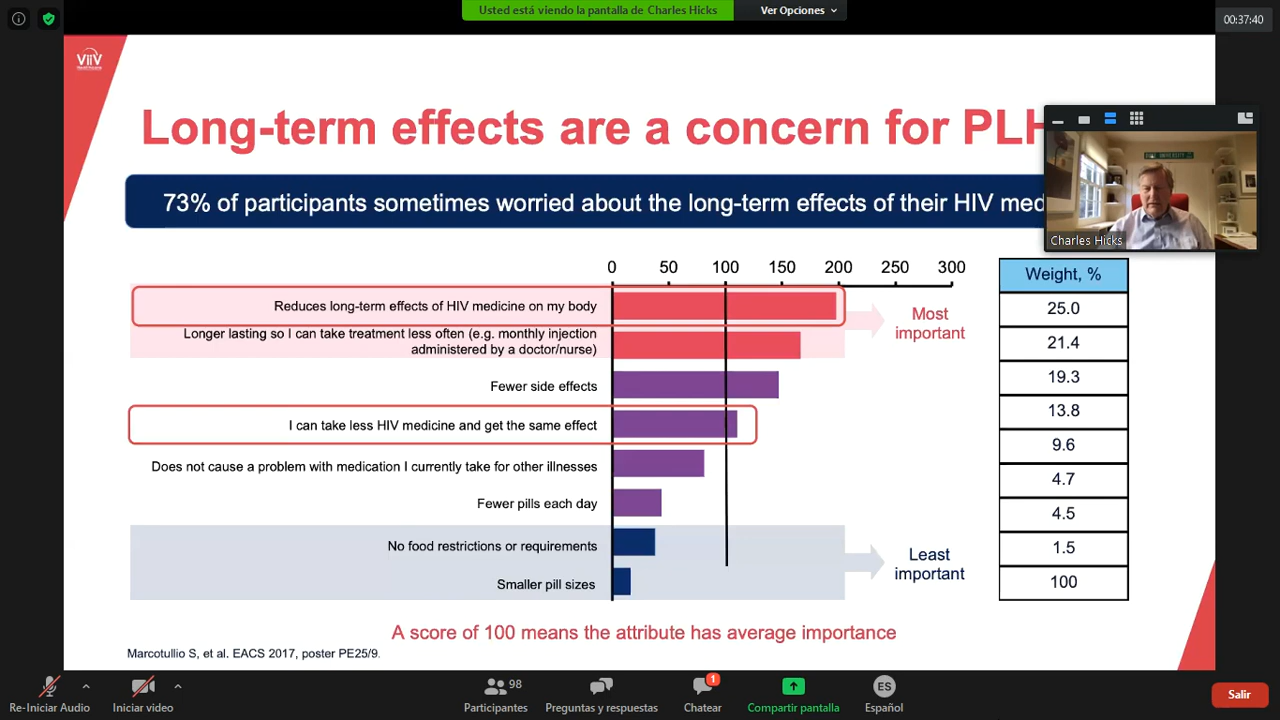 Usted está viendo la pantalla de Charles Hicks
Ver Opciones
00:37:40
ViiV
Healthcare
Long-term effects are a concern for PLH
73% of participants sometimes worried about the long-term effects of their HIV med
Charles Hicks
0 50 100 150 200 250 300
Weight, %
Reduces long-term effects of HIV medicine on my body
25.0
Longer lasting so I can take treatment less often (e.g. monthly injection
administered by a doctor/nurse)
Most
important
21.4
Fewer side effects
19.3
I can take less HIV medicine and get the same effect
13.8
Does not cause a problem with medication I currently take for other illnesses
9.6
Fewer pills each day
4.7
No food restrictions or requirements
4.5
Smaller pill sizes
1.5
Least
important
100
A score of 100 means the attribute has average importance
Marcotullio S, et al. EACS 2017, poster PE25/9.
Re-Iniciar Audio
Iniciar video
98
Participantes
Preguntas y respuestas
1
Chatear
Compartir pantalla
ES
Español
Salir